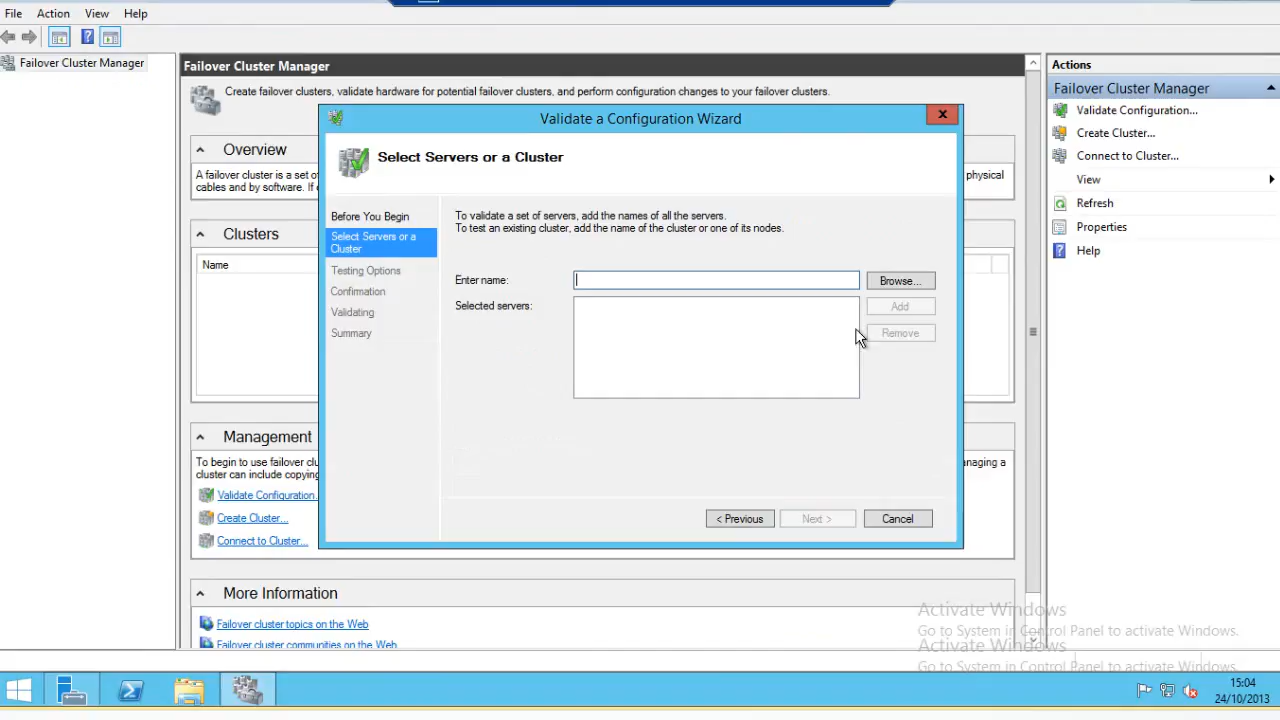 File Action View Help
Failover Cluster Manager
Failover Cluster Manager
Create failover clusters, validate hardware for potential failover clusters, and perform configuration changes to your failover clusters.
Overview
A failover cluster is a set of
physical
cables and by software. If
Clusters
Name
Management
To begin to use failover clu
managing a
cluster can include copying
Validate Configuration.
Create Cluster...
Connect to Cluster...
More Information
Failover cluster topics on the Web
Failover cluster communities on the Web
Validate a Configuration Wizard
Select Servers or a Cluster
Before You Begin
Select Servers or a
Cluster
Testing Options
Confirmation
Validating
Summary
To validate a set of servers, add the names of all the servers.
To test an existing cluster, add the name of the cluster or one of its nodes.
Enter name:
Browse...
Selected servers:
Add
Remove
< Previous
Next >
Cancel
Actions
Failover Cluster Manager
Validate Configuration...
Create Cluster...
Connect to Cluster...
View
Refresh
Properties
Help
Activate Windows
Go to System in Control Panel to activate Windows.
Activate Windows
Go to System in Control Panel to activate Windows.
15:04
24/10/2013